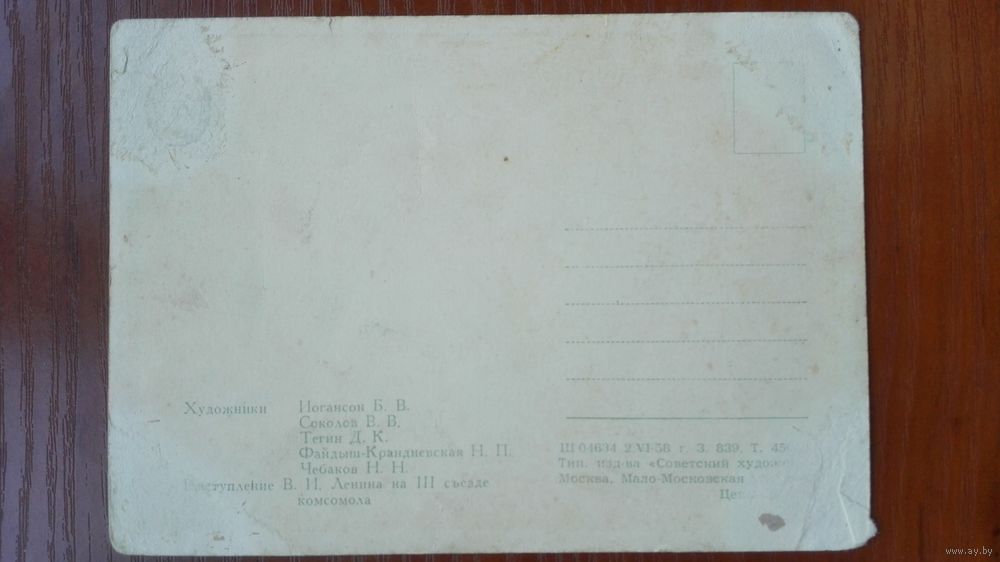 Художники Иогансон Б. В.
Соколов В. В.
Тегин Д. К.
Файдыш-Крандиевская Н. П.
Чебаков Н. Н.
Выступление В. И. Ленина на III съезде
комсомола
Ш 04634 2.VI-58 г. З. 839. Т.
Тип. изд-ва «Советский
Москва, Мало-Московская
www.ay.by